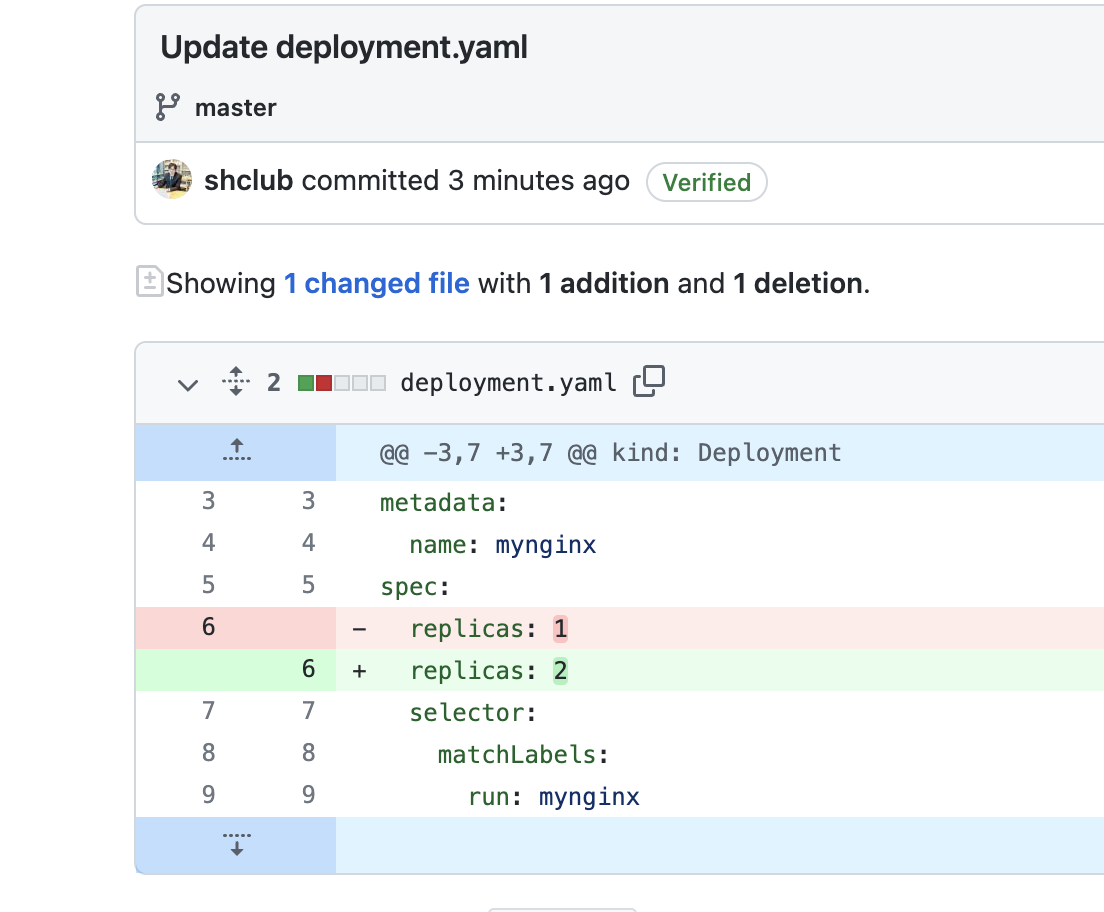 Update deployment.yaml
master
shclub committed 3 minutes ago Verified
Showing 1 changed file with 1 addition and 1 deletion.
2 deployment.yaml
@@ -3,7 +3,7 @@ kind: Deployment
3 3 metadata:
4 4 name: mynginx
5 5 spec:
6 - replicas: 1
6 + replicas: 2
7 7 selector:
8 8 matchLabels:
9 9 run: mynginx